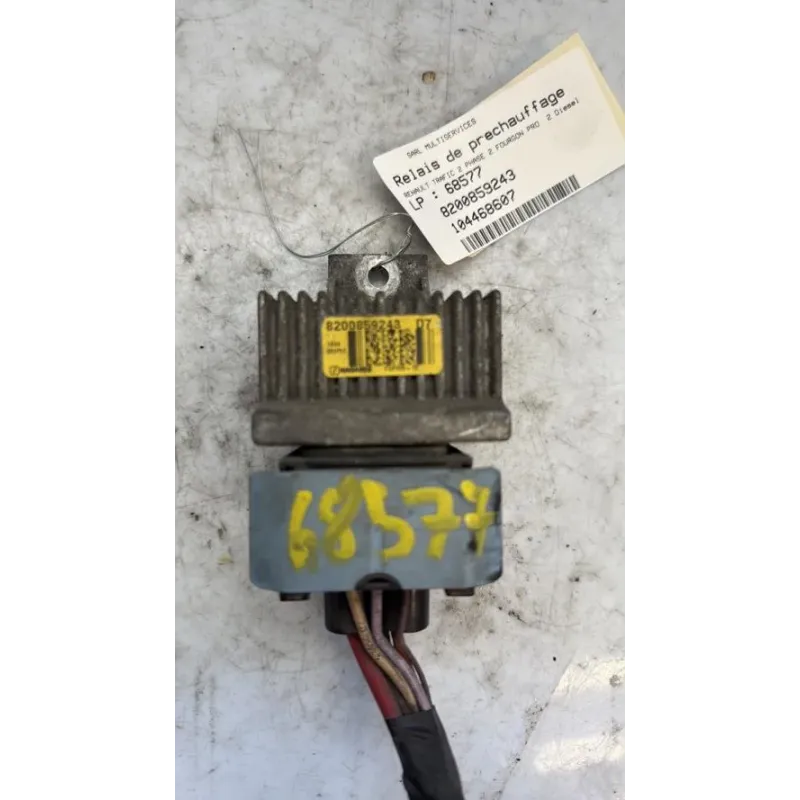 SARL MULTISERVICES
Relais de prechauffage
RENAULT TRAFIC 2 PHASE 2 FOURGON PRO 2 Diesel
LP : 68577
8200859243
104468607
8200859243 07
68577